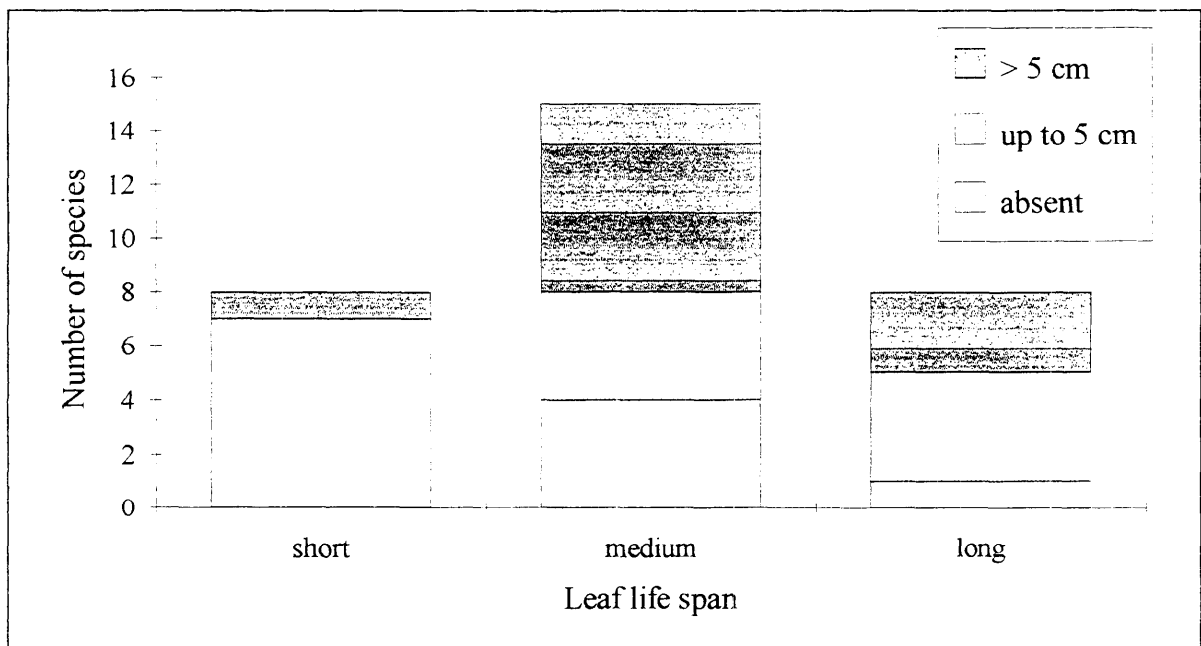 > 5 cm
up to 5 cm
absent
Number of species
16
14
12
10
8
6
4
2
0
short
medium
long
Leaf life span